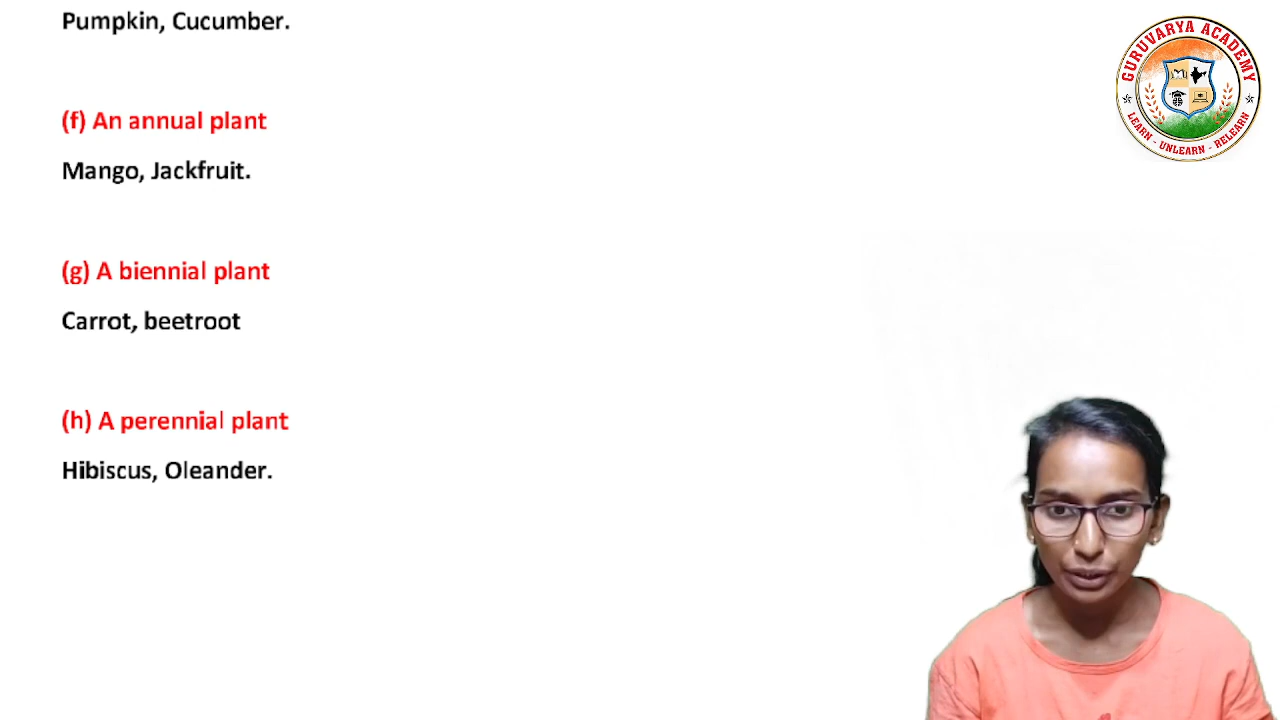 Pumpkin, Cucumber.
(f) An annual plant
Mango, Jackfruit.
(g) A biennial plant
Carrot, beetroot
(h) A perennial plant
Hibiscus, Oleander.
GURUVARYA ACADEMY
LEARN - UNLEARN - RELEARN